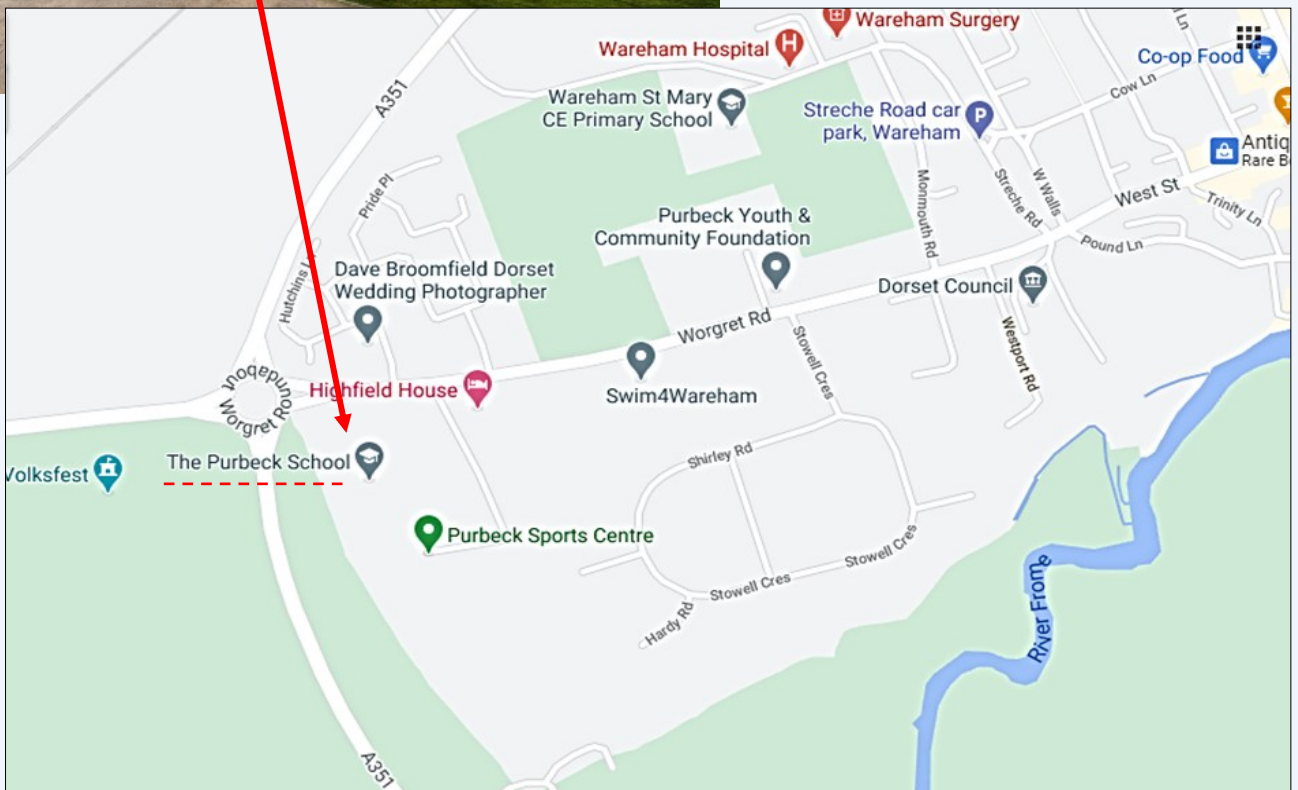 Wareham Surgery
Wareham Hospital
H
Co-op Food
A351
Cow Ln
Wareham St Mary
CE Primary School
Streche Road car
park, Wareham
P
Antiq
Rare B
Pride Pl
Monmouth Rd
Streche Rd
W Walls
West St
Trinity Ln
Purbeck Youth &
Community Foundation
Pound Ln
Hutchins L
Dave Broomfield Dorset
Wedding Photographer
Dorset Council
Worgret Rd
Stowell Cres
Westport Rd
Worgret Roundabout
Highfield House
Swim4Wareham
The Purbeck School
Volksfest
Shirley Rd
Purbeck Sports Centre
Stowell Cres
Stowell Cres
Hardy Rd
River Frome
A351